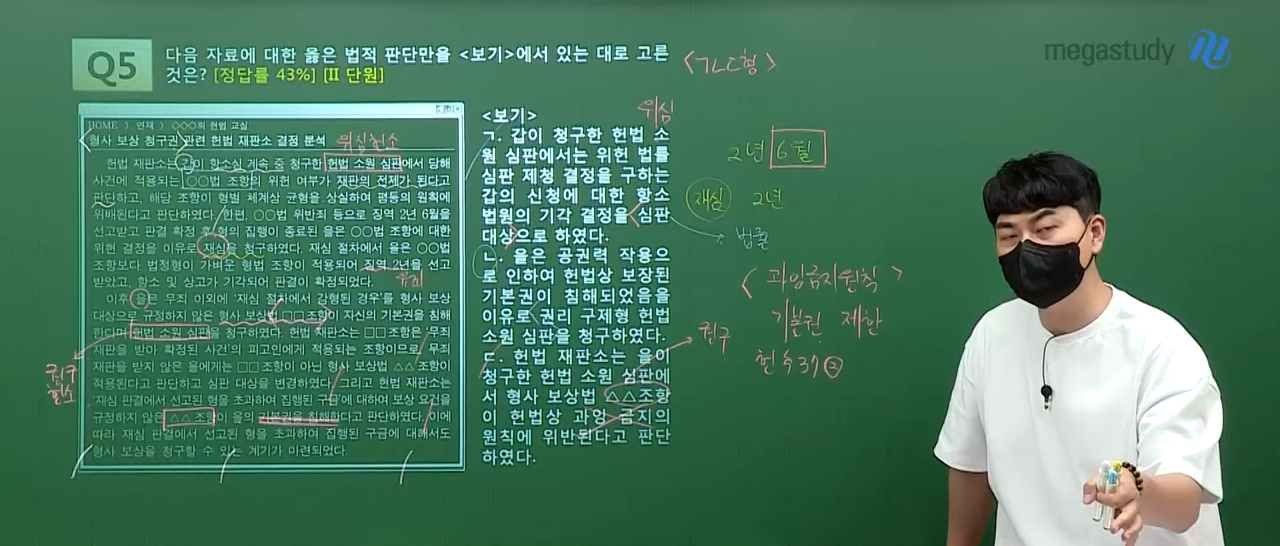 Q5
다음 자료에 대한 옳은 법적 판단만을 <보기>에서 있는 대로 고른
것은? [정답률 43%] [II 단원]
<ㄱㄴㄷ형>
megastudy
HOME > 연재 > ◇◇◇의 헌법 교실
형사 보상 청구권 관련 헌법 재판소 결정 분석
위심헌소
헌법 재판소는 갑이 항소심 계속 중 청구한 헌법 소원 심판에서 당해
사건에 적용되는 ○○법 조항의 위헌 여부가 재판의 전제가 된다고
판단하고, 해당 조항이 형벌 체계상 균형을 상실하여 평등의 원칙에
위배된다고 판단하였다. 한편, ○○법 위반죄 등으로 징역 2년 6월을
선고받고 판결 확정 후 형의 집행이 종료된 을은 ○○법 조항에 대한
위헌 결정을 이유로 재심을 청구하였다. 재심 절차에서 을은 ○○법
조항보다 법정형이 가벼운 형법 조항이 적용되어 징역 2년을 선고
받았고, 항소 및 상고가 기각되어 판결이 확정되었다.
유죄
이후 을은 무죄 이외에 '재심 절차에서 감형된 경우'를 형사 보상
대상으로 규정하지 않은 형사 보상법 □□조항이 자신의 기본권을 침해
한다며 헌법 소원 심판을 청구하였다. 헌법 재판소는 □□조항은 '무죄
재판을 받아 확정된 사건'의 피고인에게 적용되는 조항이므로 무죄
재판을 받지 않은 을에게는 □□조항이 아닌 형사 보상법 △△조항이
적용된다고 판단하고 심판 대상을 변경하였다. 그리고 헌법 재판소는
'재심 판결에서 선고된 형을 초과하여 집행된 구금'에 대하여 보상 요건을
규정하지 않은 △△조항이 을의 기본권을 침해한다고 판단하였다. 이에
따라 재심 판결에서 선고된 형을 초과하여 집행된 구금에 대해서도
형사 보상을 청구할 수 있는 계기가 마련되었다.
권구
헌소
<보기>
위심
ㄱ. 갑이 청구한 헌법 소
원 심판에서는 위헌 법률
심판 제청 결정을 구하는
갑의 신청에 대한 항소
법원의 기각 결정을 심판
대상으로 하였다.
ㄴ. 을은 공권력 작용으
로 인하여 헌법상 보장된
기본권이 침해되었음을
이유로 권리 구제형 헌법
소원 심판을 청구하였다.
ㄷ. 헌법 재판소는 을이
청구한 헌법 소원 심판에
서 형사 보상법 △△조항
이 헌법상 과잉 금지의
원칙에 위반된다고 판단
하였다.
2년 6월
재심 2년
법률
<과잉금지원칙>
기본권 제한
권구
헌 37②